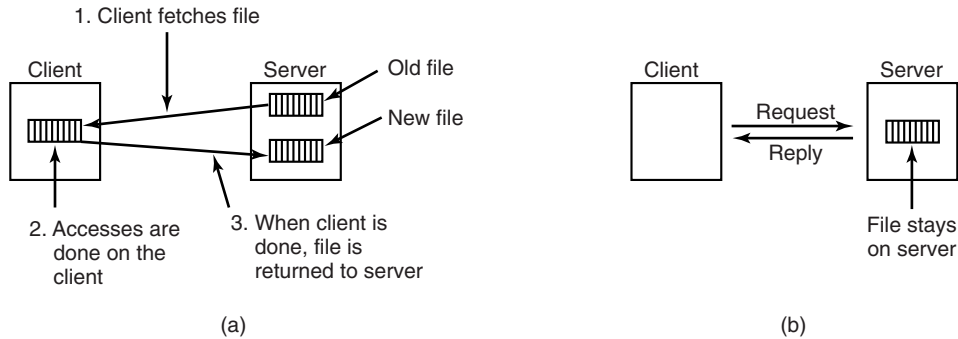 1. Client fetches file
Client
Server
Old file
New file
2. Accesses are
done on the
client
3. When client is
done, file is
returned to server
(a)
Client
Server
Request
Reply
File stays
on server
(b)